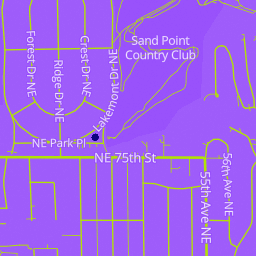 Sand Point
Country Club
Forest Dr NE
Ridge Dr NE
Crest Dr NE
Lakemont Dr NE
NE Park Pl
NE 75th St
55th Ave NE
56th Ave NE